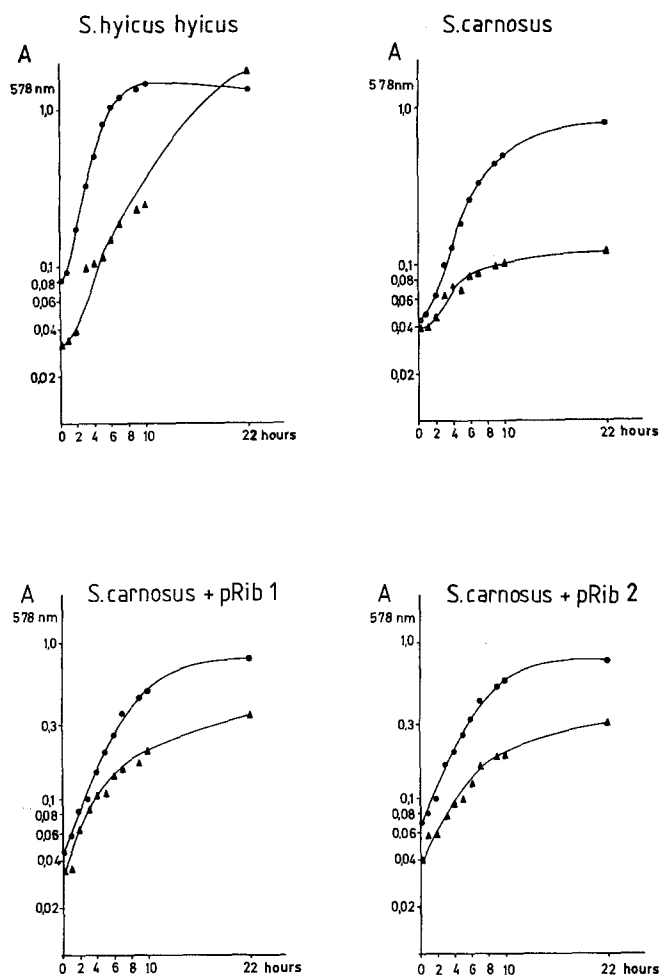 S.hyicus hyicus
A
578 nm
1,0
0,1
0,08
0,06
0,04
0,02
0 2 4 6 8 10 22 hours
S.carnosus
A
578nm
1,0
0,1
0,08
0,06
0,04
0,02
0 2 4 6 8 10 22 hours
S.carnosus + pRib 1
A
578 nm
1,0
0,3
0,1
0,08
0,06
0,04
0,02
0 2 4 6 8 10 22 hours
S.carnosus + pRib 2
A
578 nm
1,0
0,3
0,1
0,08
0,06
0,04
0,02
0 2 4 6 8 10 22 hours